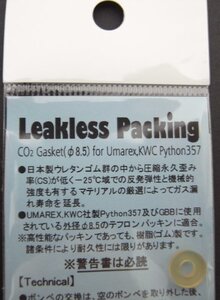 Leakless Packing
CO₂ Gasket(φ8.5) for Umarex,KWC Python357
●日本製ウレタンゴム群の中から圧縮永久歪み
率(CS)が低く-25℃域での反発弾性と機械的
強度も有するマテリアルの厳選によってガス漏
れ寿命を延長。
●UMAREX,KWC社製Python357及びGBBに使
用されている外径φ8.5のテフロンパッキンに適合。
※高性能なパッキンであっても、樹脂ゴム製です。
諸条件により耐久性には限りがあります。
※警告書は必読
【Technical】
●ボンベの交換は、空のボンベを取り外した後、